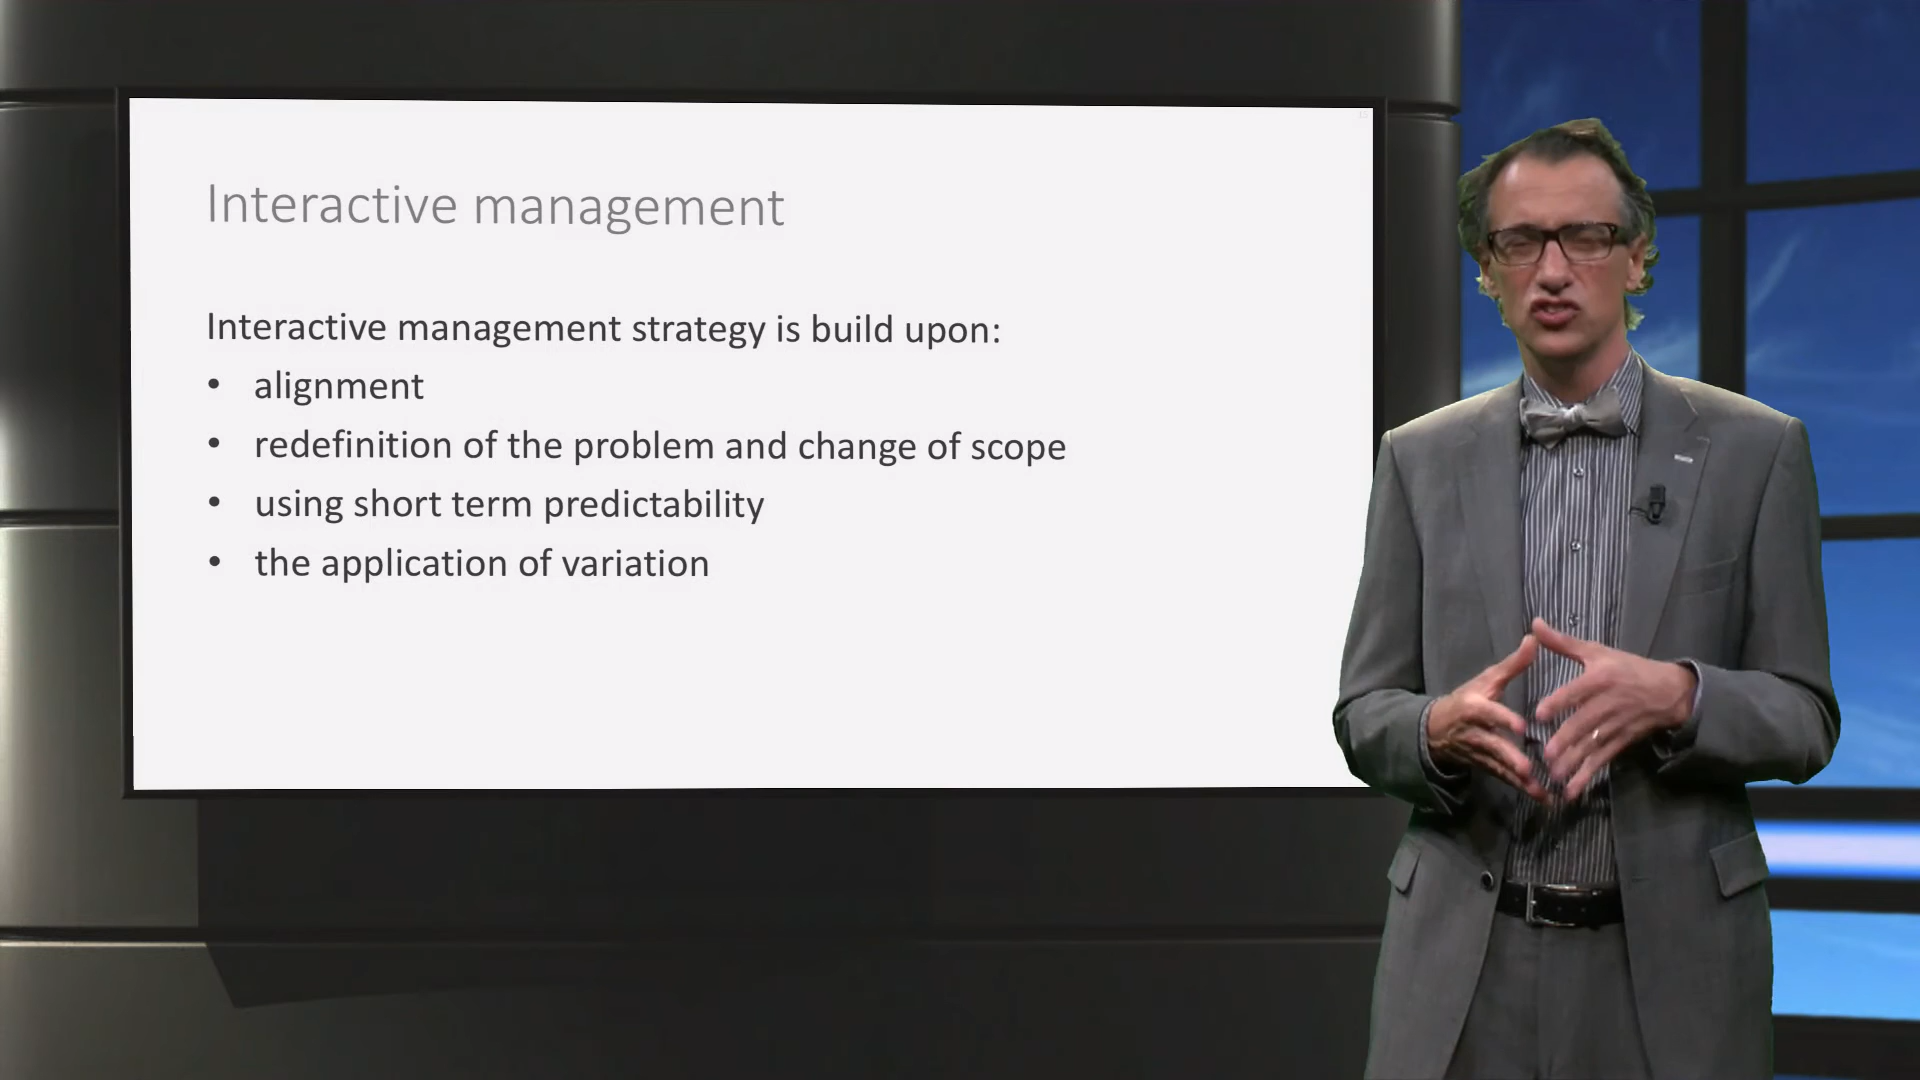 15
Interactive management
Interactive management strategy is build upon:
• alignment
• redefinition of the problem and change of scope
• using short term predictability
• the application of variation